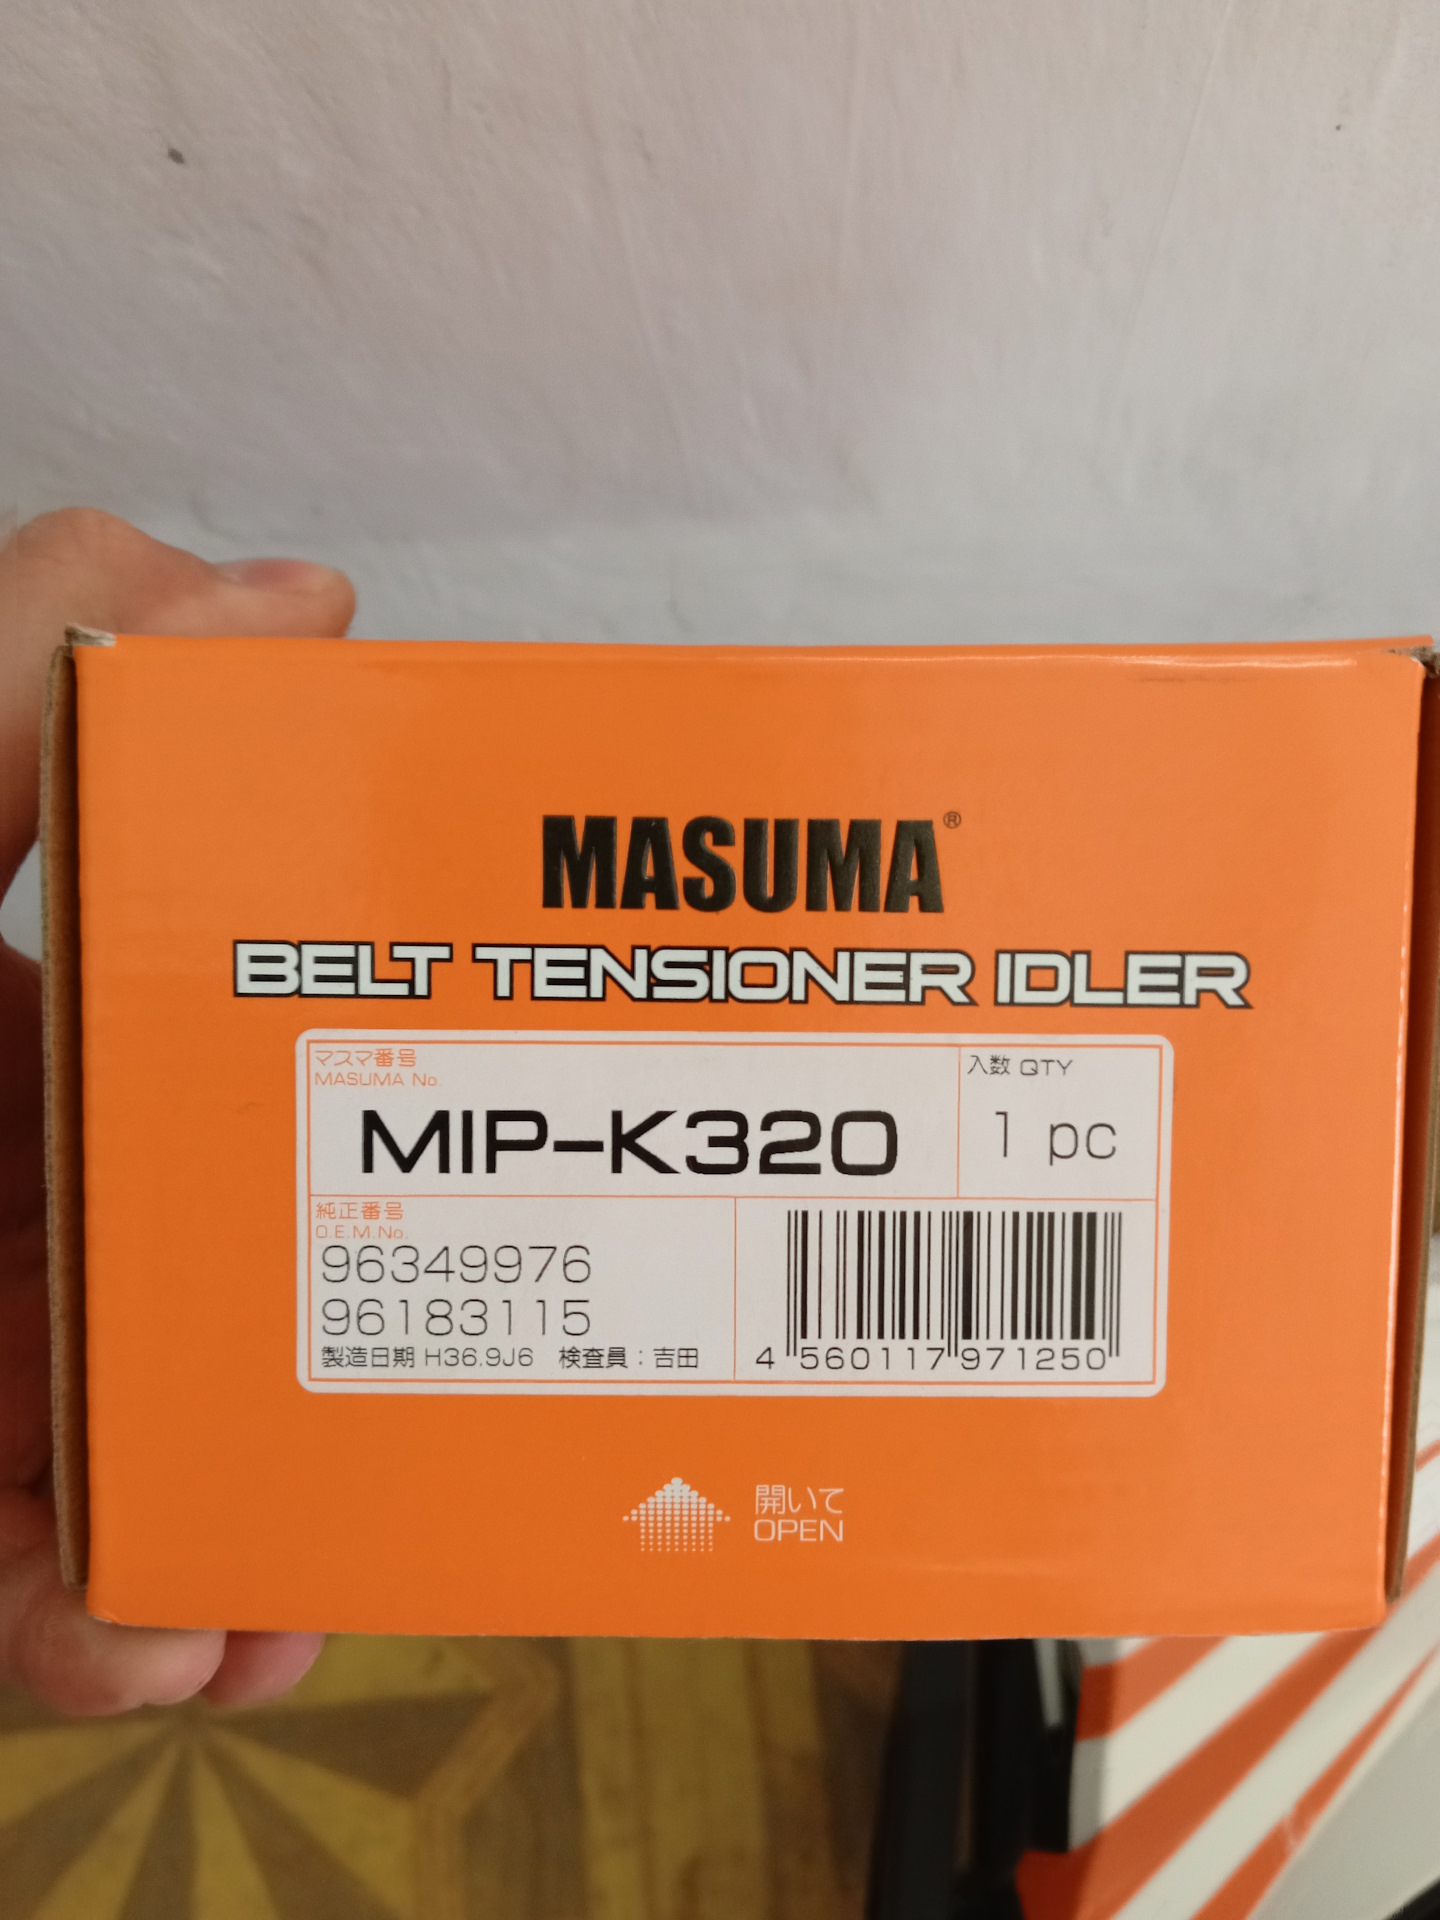 MASUMA®
BELT TENSIONER IDLER
マスマ番号
MASUMA No.
MIP-K320
入数 QTY
1 pc
純正番号
O.E.M.No.
96349976
96183115
製造日期 H36.9J6 検査員：吉田
4 560117 971250
開いて
OPEN